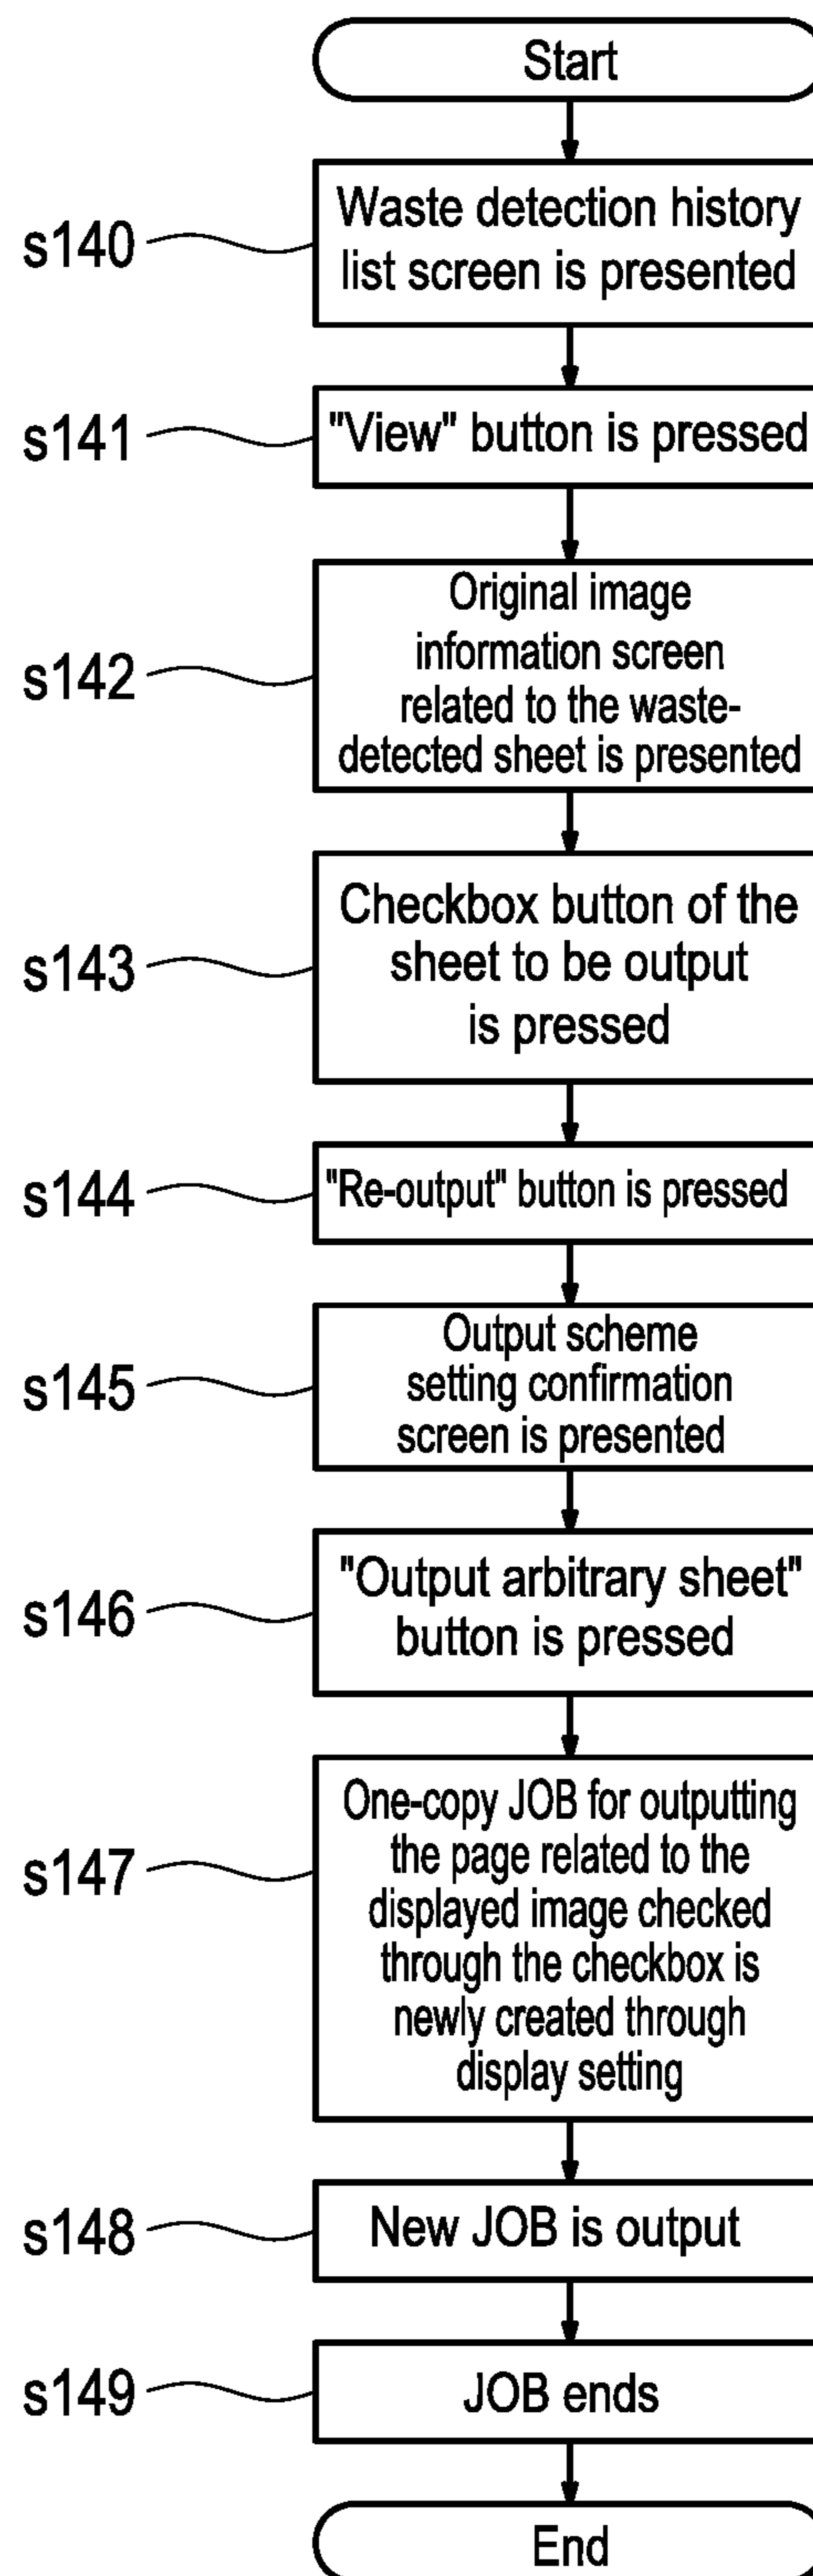 Start
s140
Waste detection history
list screen is presented
s141
"View" button is pressed
s142
Original image
information screen
related to the waste-
detected sheet is presented
s143
Checkbox button of the
sheet to be output
is pressed
s144
"Re-output" button is pressed
s145
Output scheme
setting confirmation
screen is presented
s146
"Output arbitrary sheet"
button is pressed
s147
One-copy JOB for outputting
the page related to the
displayed image checked
through the checkbox is
newly created through
display setting
s148
New JOB is output
s149
JOB ends
End